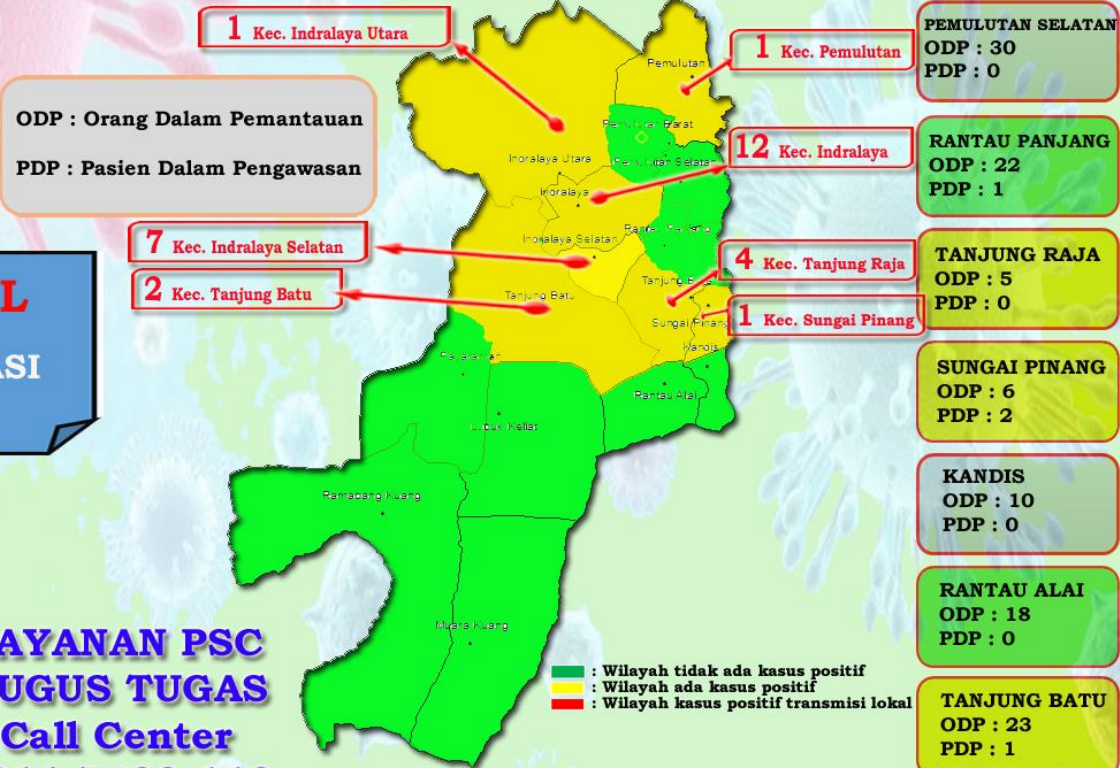 1 Kec. Indralaya Utara
ODP : Orang Dalam Pemantauan
PDP : Pasien Dalam Pengawasan
7 Kec. Indralaya Selatan
2 Kec. Tanjung Batu
L
ASI
AYANAN PSC
UGUS TUGAS
Call Center
1 Kec. Pemulutan
12 Kec. Indralaya
4 Kec. Tanjung Raja
1 Kec. Sungai Pinang
Pemulutan
Pemulutan Barat
Indralaya Utara
Pemulutan Selatan
Indralaya
Indralaya Selatan
Tanjung Batu
Sungai Pinang
Kandis
Rantau Alai
Lubuk Keliat
Rambang Kuang
Muara Kuang
: Wilayah tidak ada kasus positif
: Wilayah ada kasus positif
: Wilayah kasus positif transmisi lokal
PEMULUTAN SELATAN
ODP : 30
PDP : 0
RANTAU PANJANG
ODP : 22
PDP : 1
TANJUNG RAJA
ODP : 5
PDP : 0
SUNGAI PINANG
ODP : 6
PDP : 2
KANDIS
ODP : 10
PDP : 0
RANTAU ALAI
ODP : 18
PDP : 0
TANJUNG BATU
ODP : 23
PDP : 1